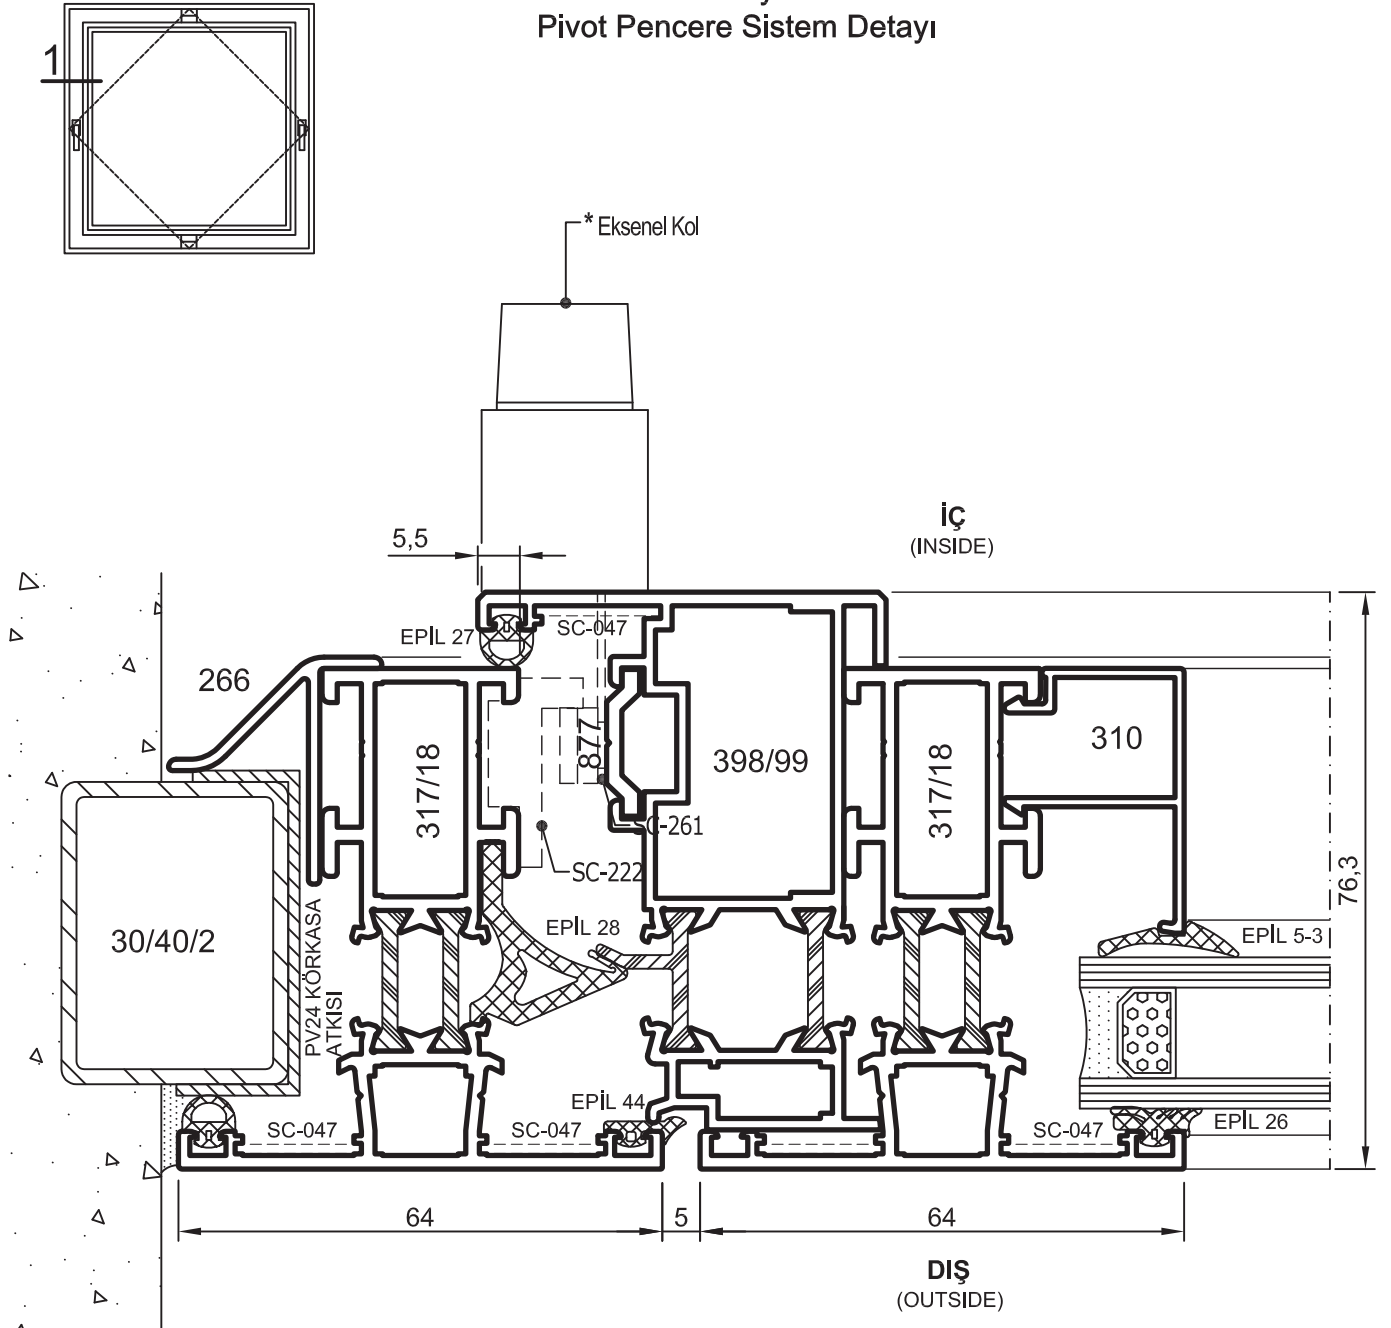 Pivot Pencere Sistem Detayı
1
* Eksenel Kol
İÇ
(INSIDE)
5,5
EPİL 27
SC-047
266
877
398/99
310
317/18
317/18
SC-261
SC-222
76,3
EPİL 28
EPİL 5-3
30/40/2
PV24 KÖRKASA
ATKISI
EPİL 44
EPİL 26
SC-047
SC-047
SC-047
64
5
64
DIŞ
(OUTSIDE)